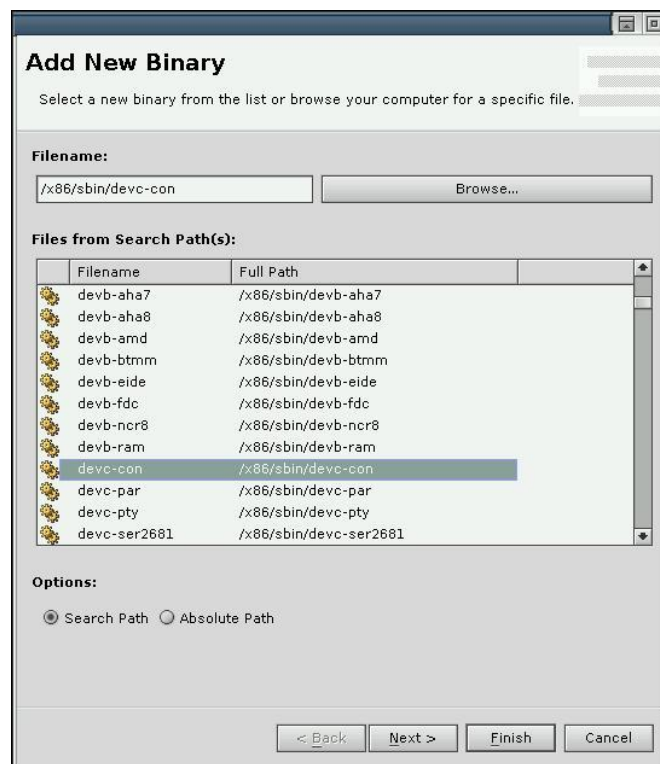 Add New Binary
Select a new binary from the list or browse your computer for a specific file.
Filename:
/x86/sbin/devc-con Browse...
Files from Search Path(s):
Filename Full Path
devb-aha7 /x86/sbin/devb-aha7
devb-aha8 /x86/sbin/devb-aha8
devb-amd /x86/sbin/devb-amd
devb-btmm /x86/sbin/devb-btmm
devb-eide /x86/sbin/devb-eide
devb-fdc /x86/sbin/devb-fdc
devb-ncr8 /x86/sbin/devb-ncr8
devb-ram /x86/sbin/devb-ram
devc-con /x86/sbin/devc-con
devc-par /x86/sbin/devc-par
devc-pty /x86/sbin/devc-pty
devc-ser2681 /x86/sbin/devc-ser2681
Options:
Search Path Absolute Path
< Back Next > Finish Cancel